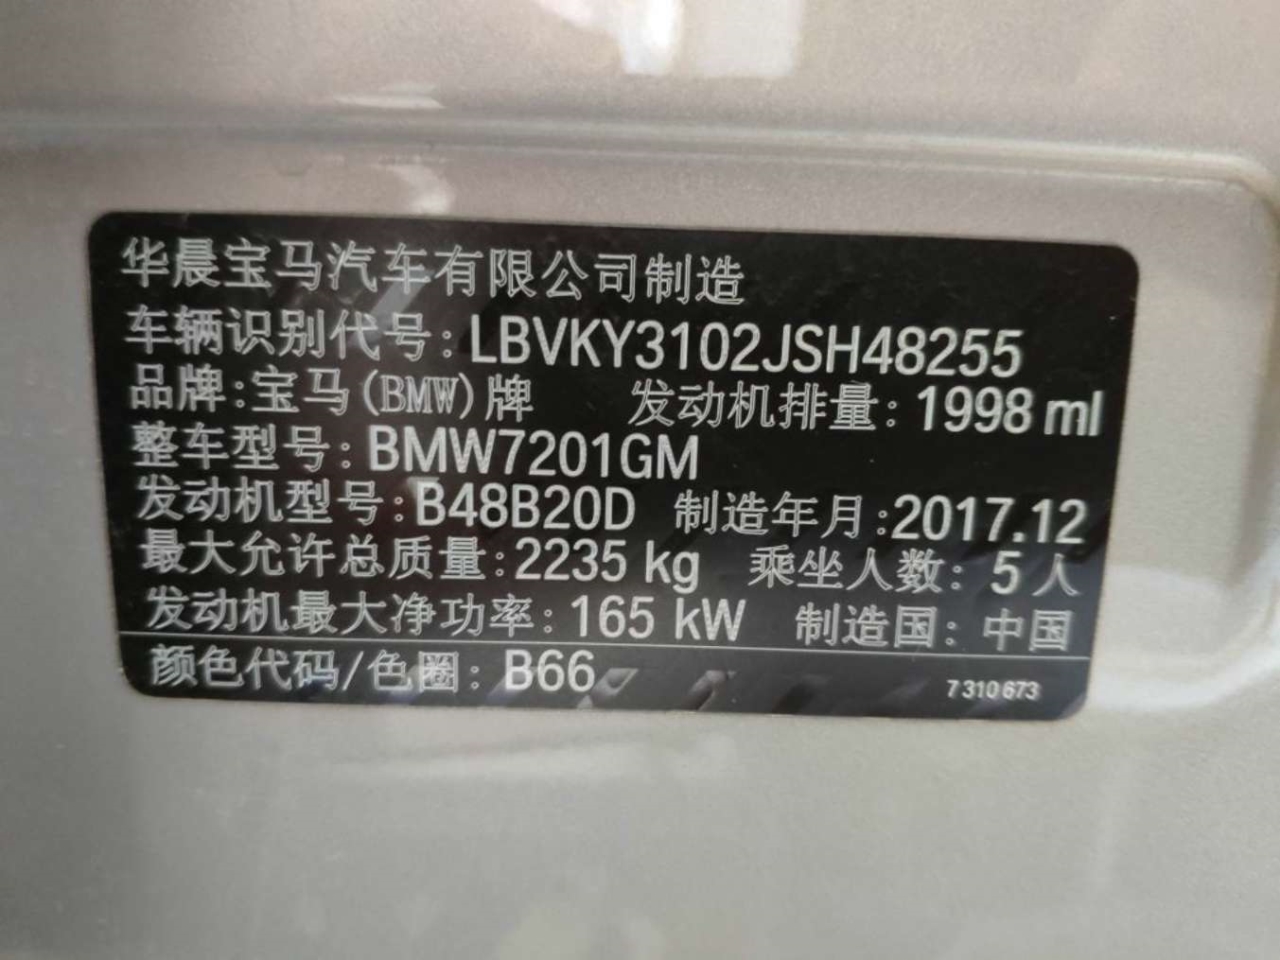 华晨宝马汽车有限公司制造
车辆识别代号:LBVKY3102JSH48255
品牌:宝马(BMW)牌 发动机排量:1998 ml
整车型号:BMW7201GM
发动机型号:B48B20D 制造年月:2017.12
最大允许总质量:2235 kg 乘坐人数:5人
发动机最大净功率:165 kW 制造国:中国
颜色代码/色圈:B66 7 310 673